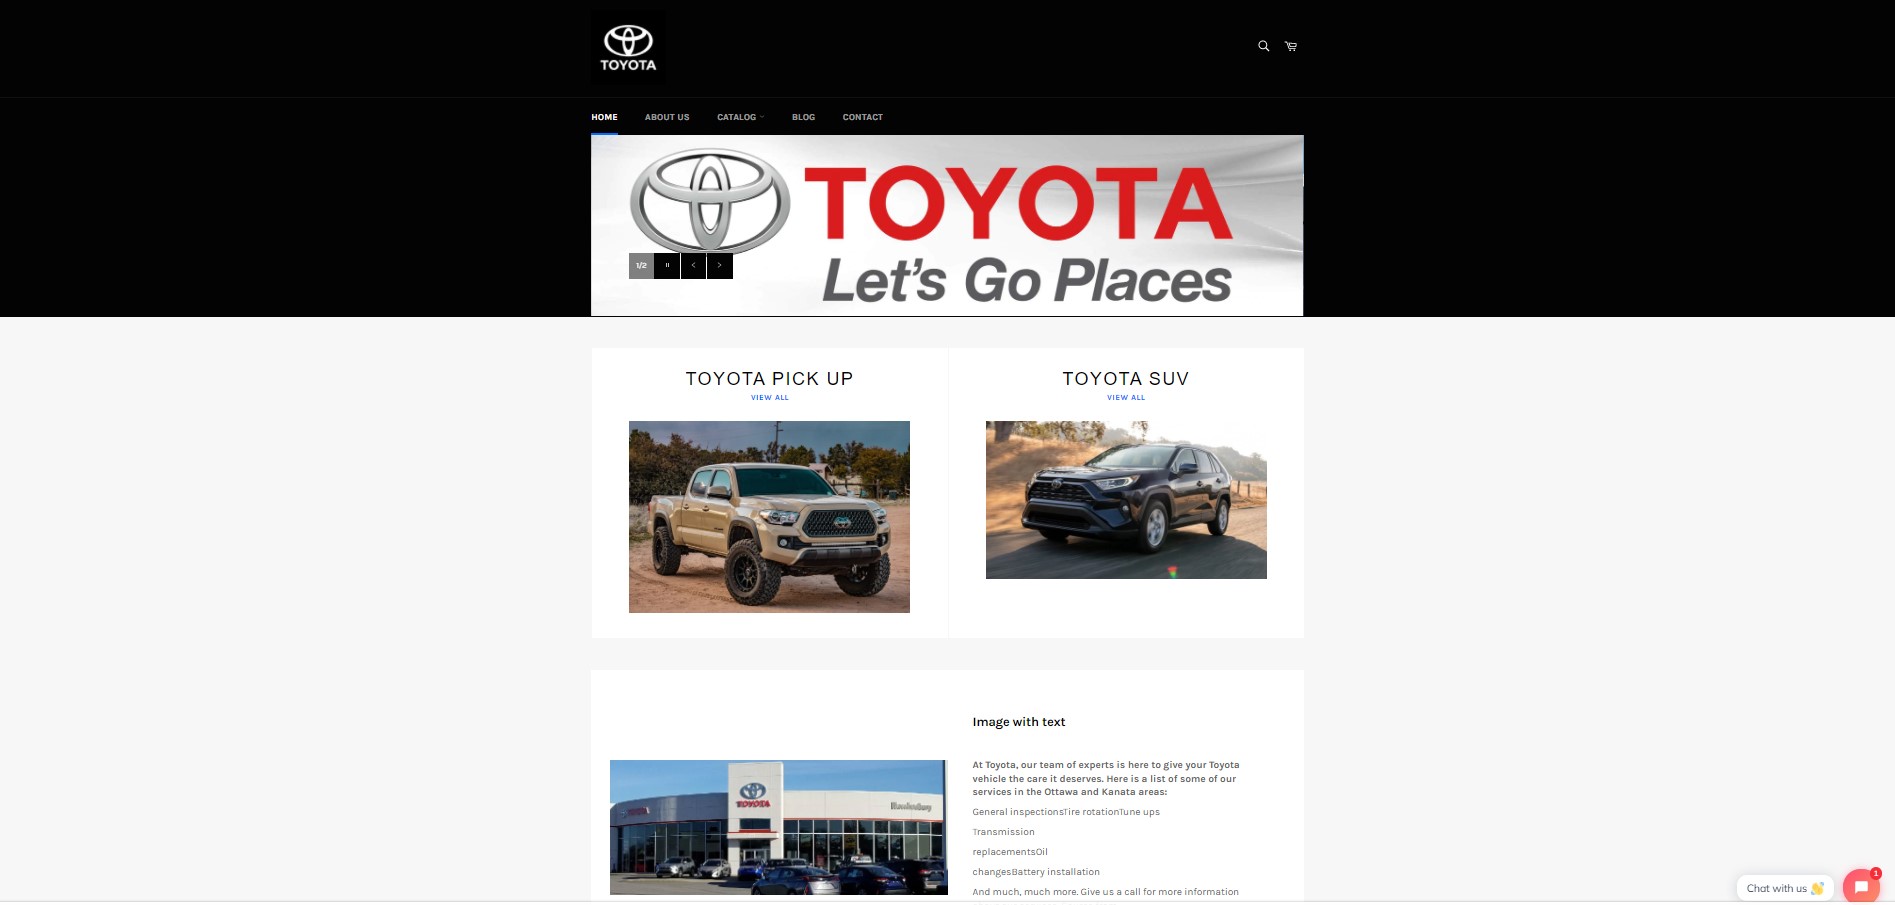 TOYOTA
HOME ABOUT US CATALOG BLOG CONTACT
TOYOTA
Let's Go Places
1/2
TOYOTA PICK UP
VIEW ALL
TOYOTA SUV
VIEW ALL
Image with text
TOYOTA
At Toyota, our team of experts is here to give your Toyota
vehicle the care it deserves. Here is a list of some of our
services in the Ottawa and Kanata areas:
General inspectionsTire rotationTune ups
Transmission
replacementsOil
changesBattery installation
And much, much more. Give us a call for more information
Chat with us 👋
1